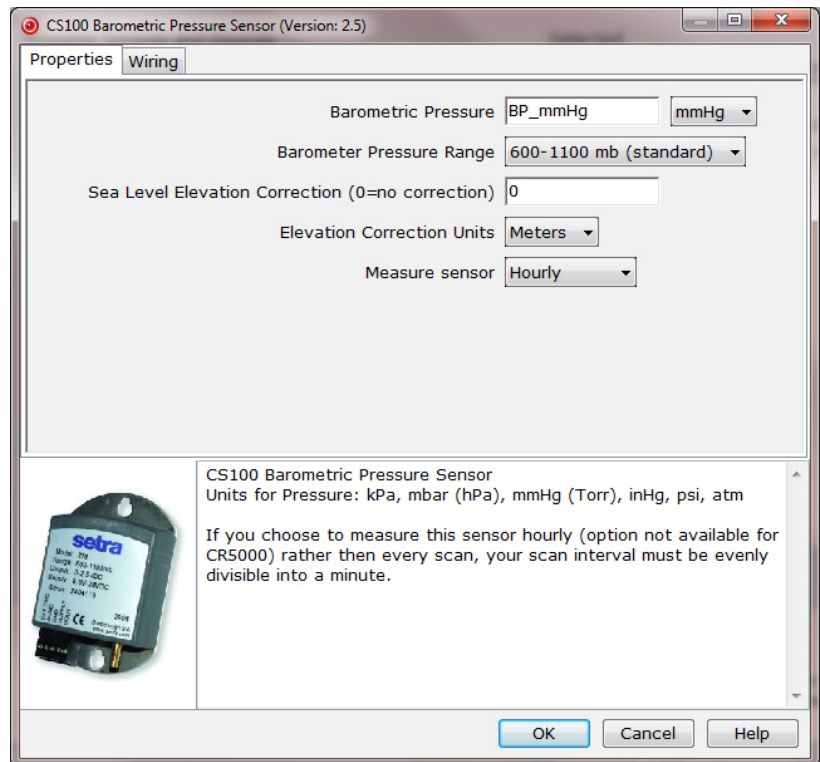 CS100 Barometric Pressure Sensor (Version: 2.5)
Properties Wiring
Barometric Pressure BP_mmHg mmHg
Barometer Pressure Range 600-1100 mb (standard)
Sea Level Elevation Correction (0=no correction) 0
Elevation Correction Units Meters
Measure sensor Hourly
CS100 Barometric Pressure Sensor
Units for Pressure: kPa, mbar (hPa), mmHg (Torr), inHg, psi, atm
If you choose to measure this sensor hourly (option not available for
CR5000) rather then every scan, your scan interval must be evenly
divisible into a minute.
setra
Model 278
OK Cancel Help